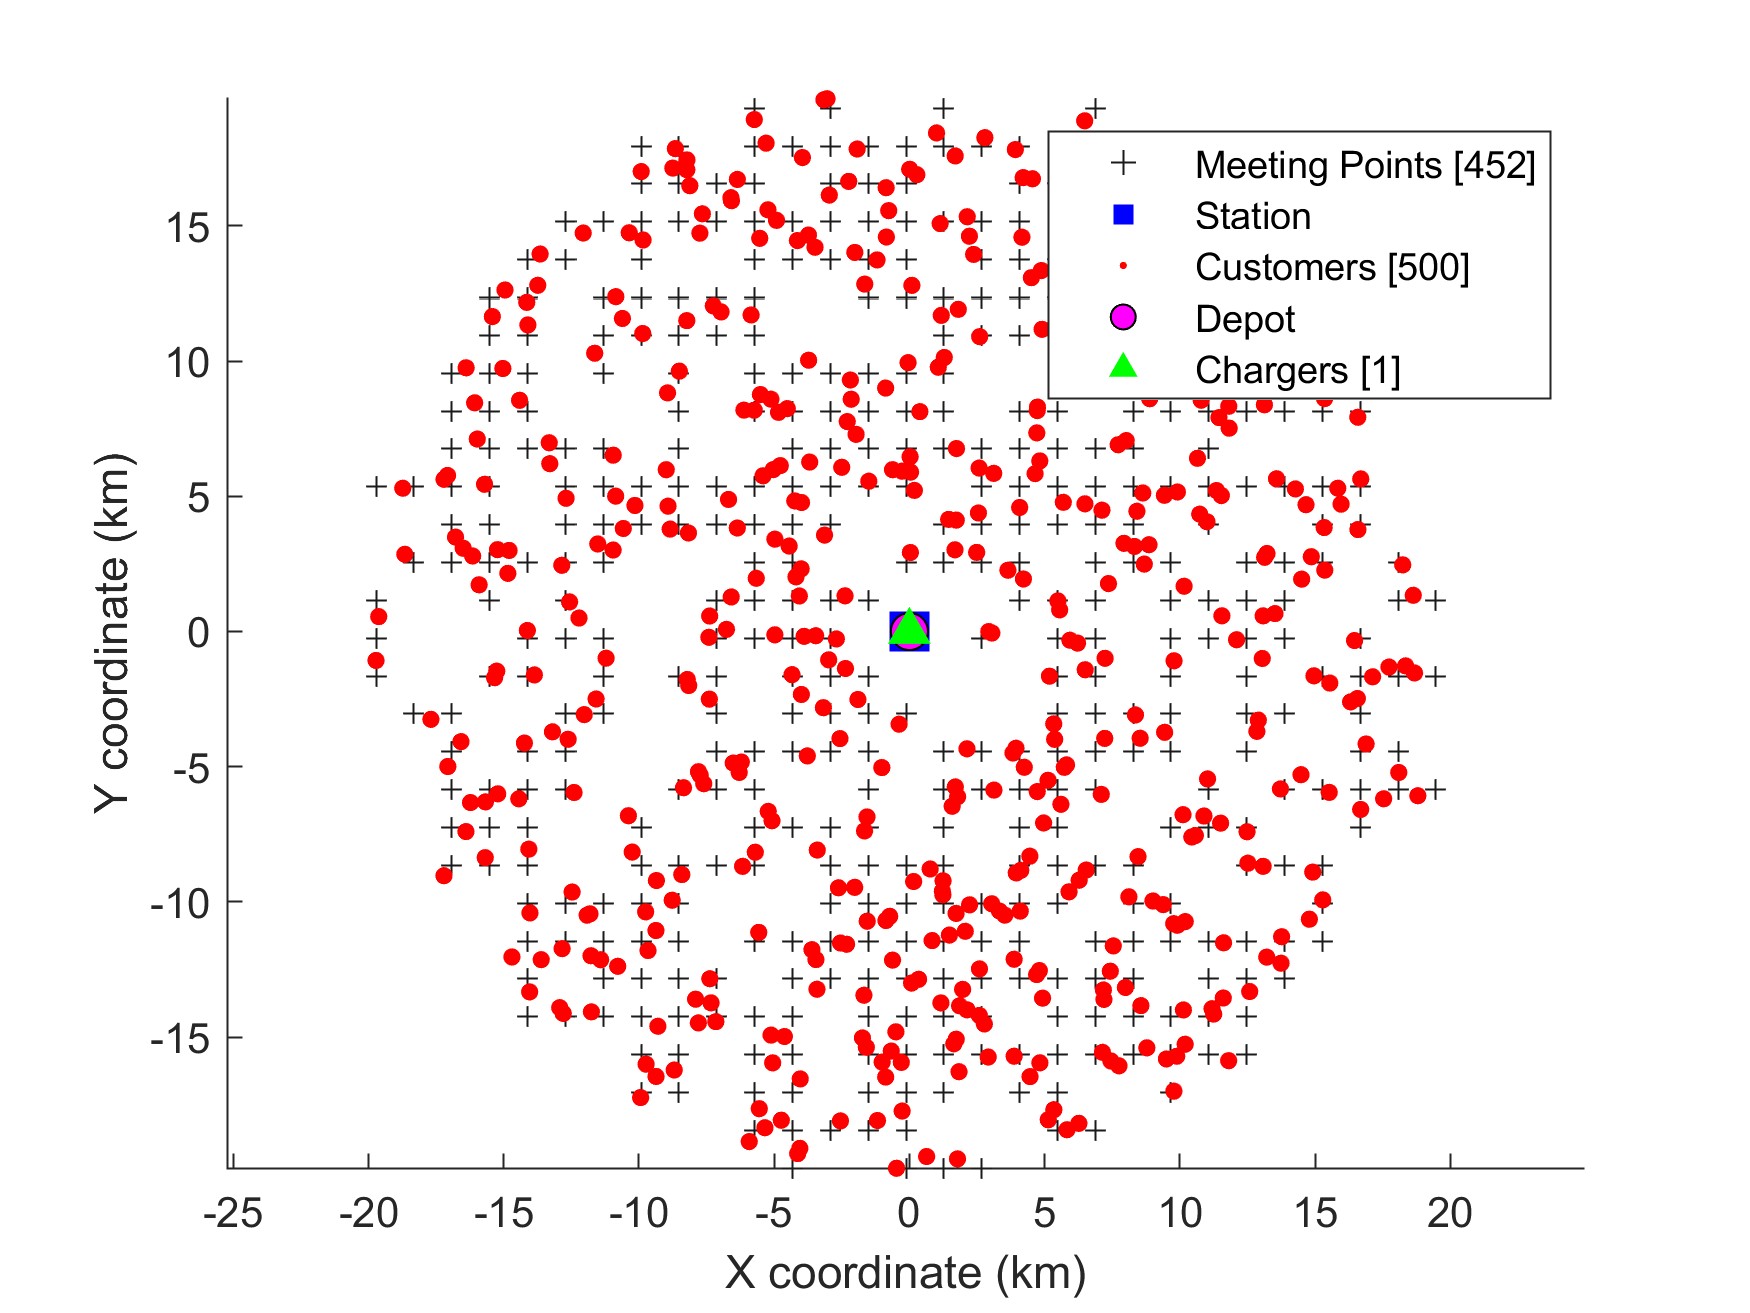 Meeting Points [452]
Station
Customers [500]
Depot
Chargers [1]
15
10
5
0
-5
-10
-15
Y coordinate (km)
-25 -20 -15 -10 -5 0 5 10 15 20
X coordinate (km)